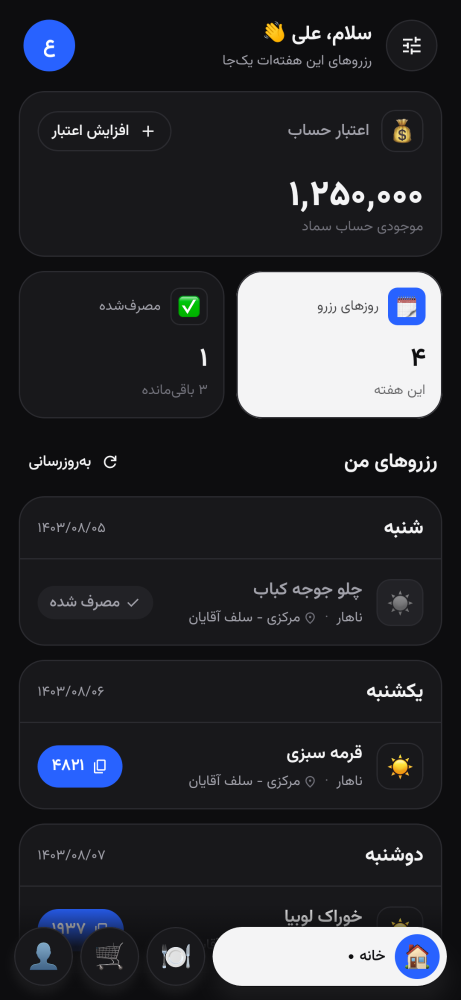 سلام، علی 👋
رزروهای این هفته‌ات یک‌جا
ع
اعتبار حساب
افزایش اعتبار
۱,۲۵۰,۰۰۰
موجودی حساب سماد
روزهای رزرو
۴
این هفته
مصرف‌شده
۱
۳ باقی‌مانده
رزروهای من
به‌روزرسانی
شنبه
۱۴۰۳/۰۸/۰۵
چلو جوجه کباب
ناهار · مرکزی - سلف آقایان
مصرف شده
یکشنبه
۱۴۰۳/۰۸/۰۶
قرمه سبزی
ناهار · مرکزی - سلف آقایان
۴۸۲۱
دوشنبه
۱۴۰۳/۰۸/۰۷
خوراک لوبیا
۱۹۳۷
خانه •